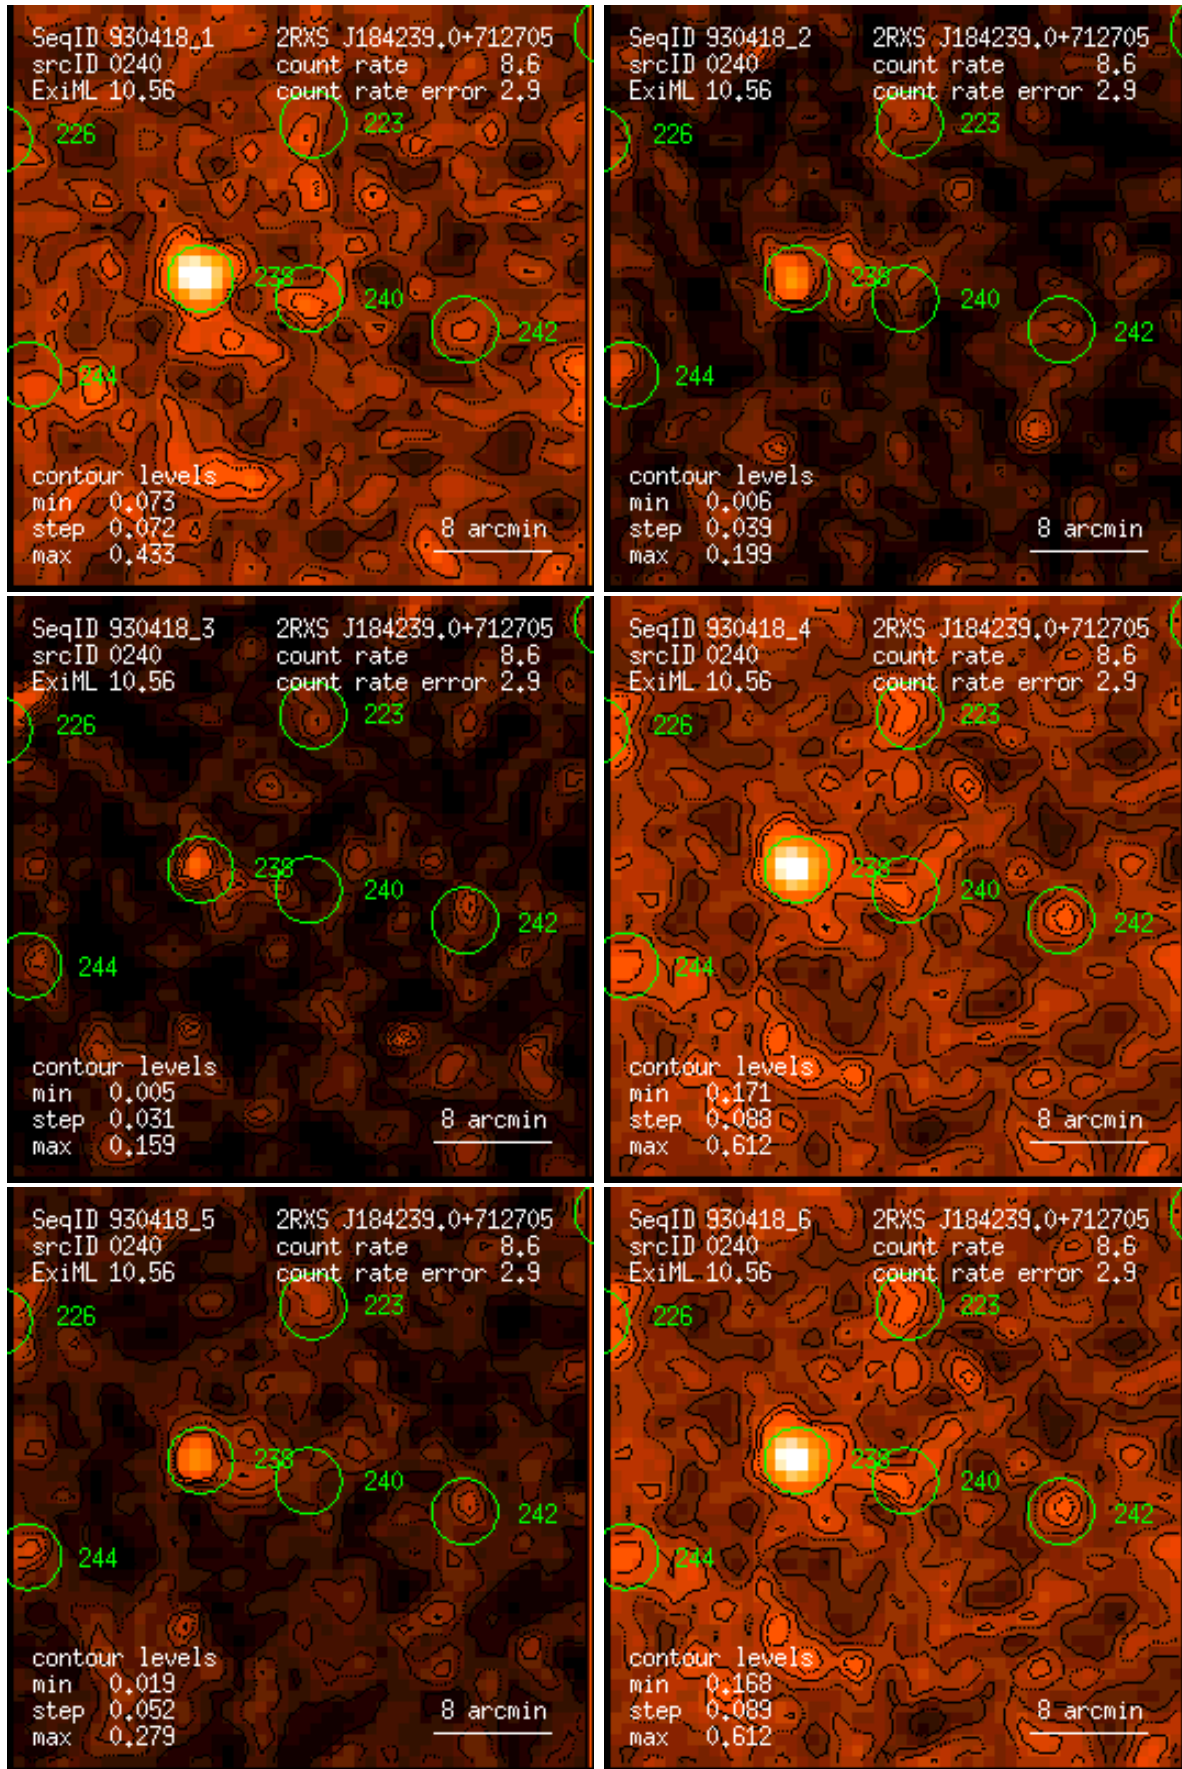 SeqID 930418_1 2RXS J184239.0+712705
srcID 0240 count rate 8.6
ExiML 10.56 count rate error 2.9
226 223
238
240
242
244
contour levels
min 0.073
step 0.072 8 arcmin
max 0.433
SeqID 930418_2 2RXS J184239.0+712705
srcID 0240 count rate 8.6
ExiML 10.56 count rate error 2.9
226 223
238
240
242
244
contour levels
min 0.006
step 0.039 8 arcmin
max 0.199
SeqID 930418_3 2RXS J184239.0+712705
srcID 0240 count rate 8.6
ExiML 10.56 count rate error 2.9
226 223
238
240
242
244
contour levels
min 0.005
step 0.031 8 arcmin
max 0.159
SeqID 930418_4 2RXS J184239.0+712705
srcID 0240 count rate 8.6
ExiML 10.56 count rate error 2.9
226 223
238
240
242
244
contour levels
min 0.171
step 0.088 8 arcmin
max 0.612
SeqID 930418_5 2RXS J184239.0+712705
srcID 0240 count rate 8.6
ExiML 10.56 count rate error 2.9
226 223
238
240
242
244
contour levels
min 0.019
step 0.052 8 arcmin
max 0.279
SeqID 930418_6 2RXS J184239.0+712705
srcID 0240 count rate 8.6
ExiML 10.56 count rate error 2.9
226 223
238
240
242
244
contour levels
min 0.168
step 0.089 8 arcmin
max 0.612